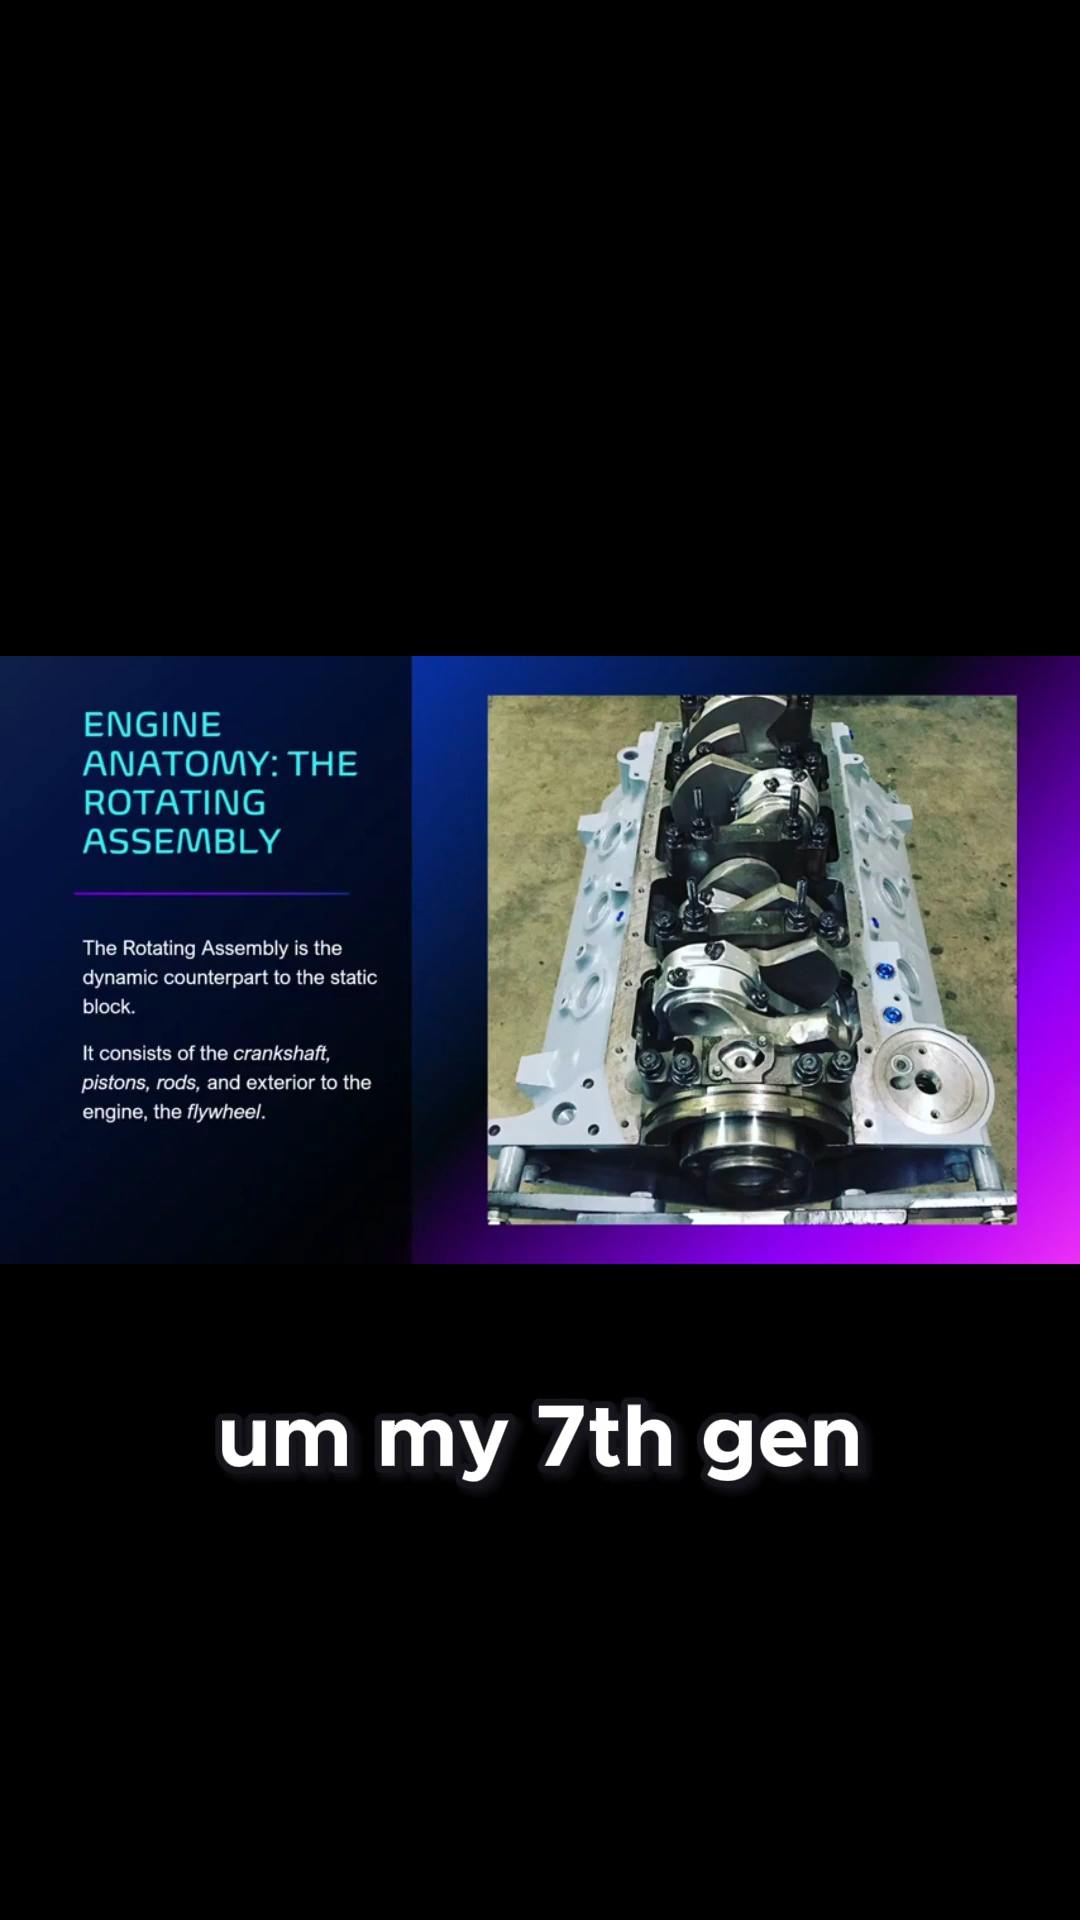 ENGINE
ANATOMY: THE
ROTATING
ASSEMBLY
The Rotating Assembly is the
dynamic counterpart to the static
block.
It consists of the crankshaft,
pistons, rods, and exterior to the
engine, the flywheel.
um my 7th gen